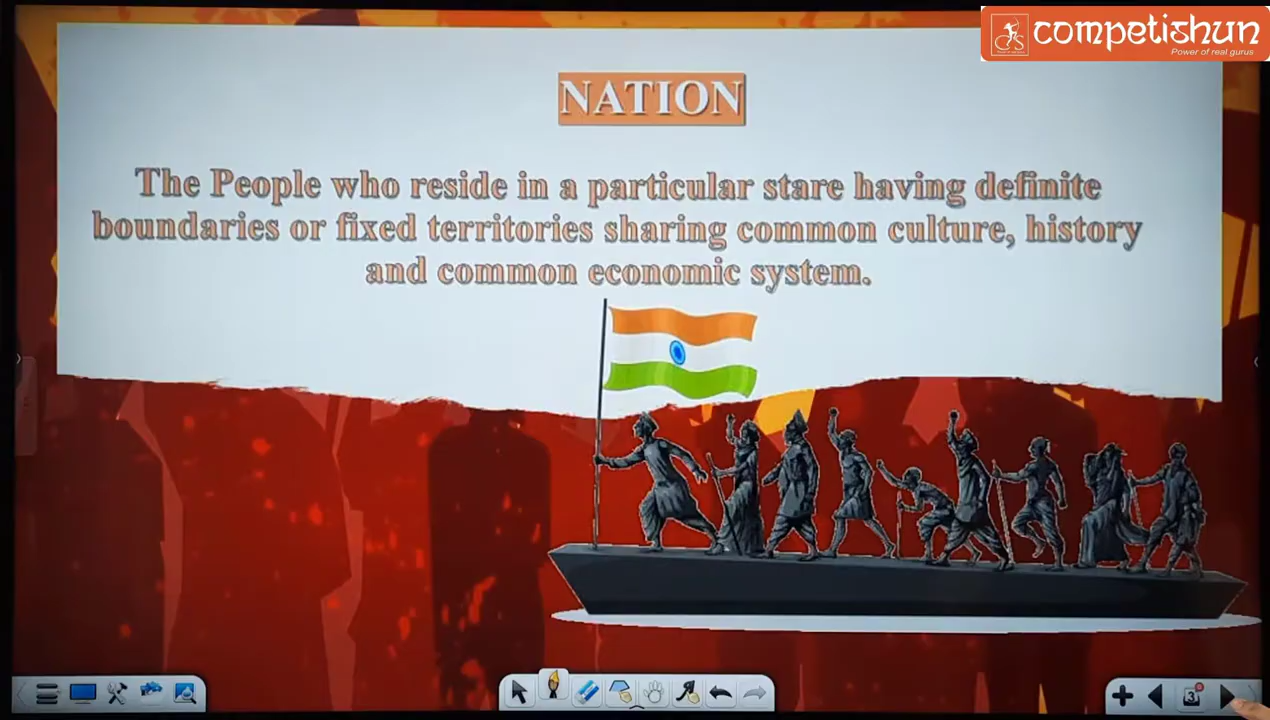 competishun
Power of real gurus
NATION
The People who reside in a particular stare having definite
boundaries or fixed territories sharing common culture, history
and common economic system.
3